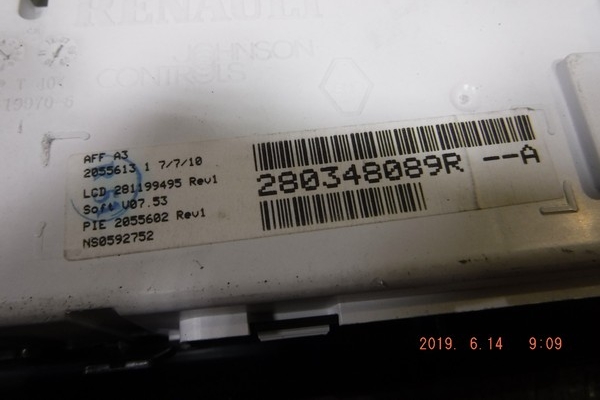 RENAULT
JOHNSON
CONTROLS
AFF A3
2055613 1 7/7/10
LCD 281199495 Rev1
Soft V07.53
PIE 2055602 Rev1
NS0592752
280348089R --A
2019. 6.14 9:09